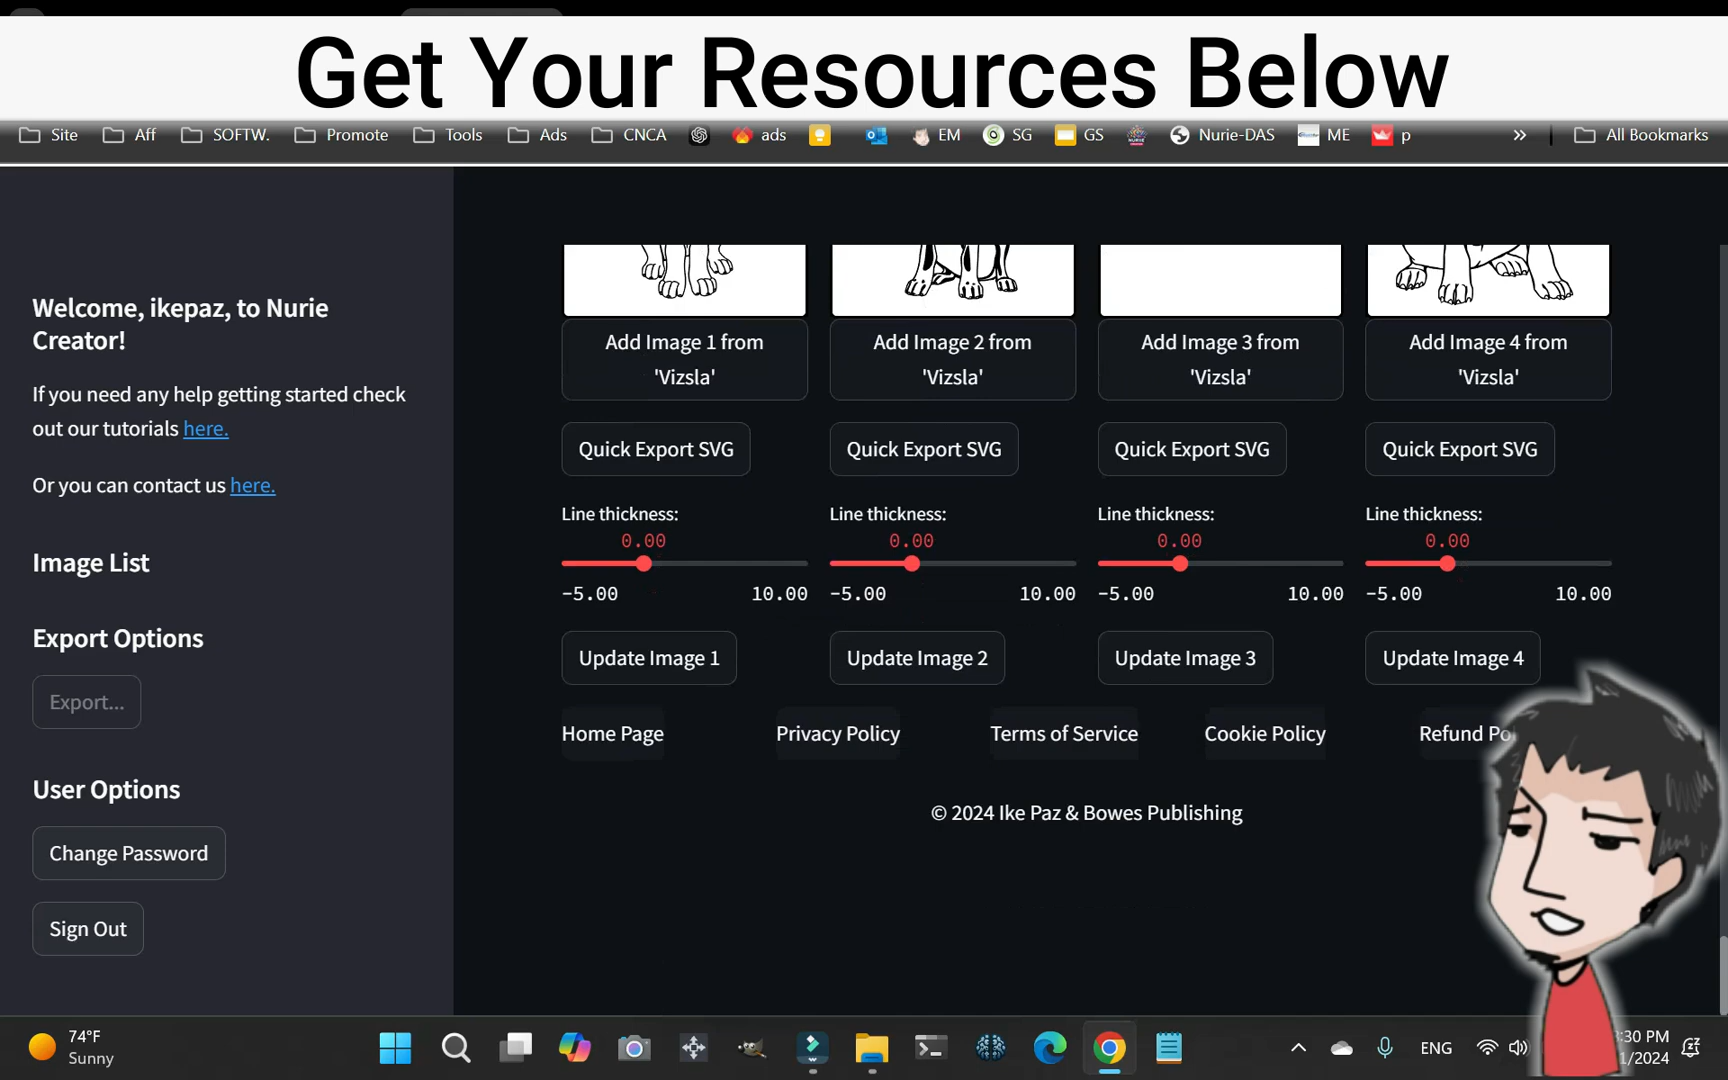 Get Your Resources Below
Site Aff SOFTW. Promote Tools Ads CNCA ads EM SG GS Nurie-DAS ME p » All Bookmarks
Welcome, ikepaz, to Nurie
Creator!
If you need any help getting started check
out our tutorials here.
Or you can contact us here.
Image List
Export Options
Export...
User Options
Change Password
Sign Out
Add Image 1 from
'Vizsla'
Add Image 2 from
'Vizsla'
Add Image 3 from
'Vizsla'
Add Image 4 from
'Vizsla'
Quick Export SVG Quick Export SVG Quick Export SVG Quick Export SVG
Line thickness: Line thickness: Line thickness: Line thickness:
0.00 0.00 0.00 0.00
-5.00 10.00 -5.00 10.00 -5.00 10.00 -5.00 10.00
Update Image 1 Update Image 2 Update Image 3 Update Image 4
Home Page Privacy Policy Terms of Service Cookie Policy Refund
© 2024 Ike Paz & Bowes Publishing
74°F
Sunny
ENG
:30 PM
1/2024